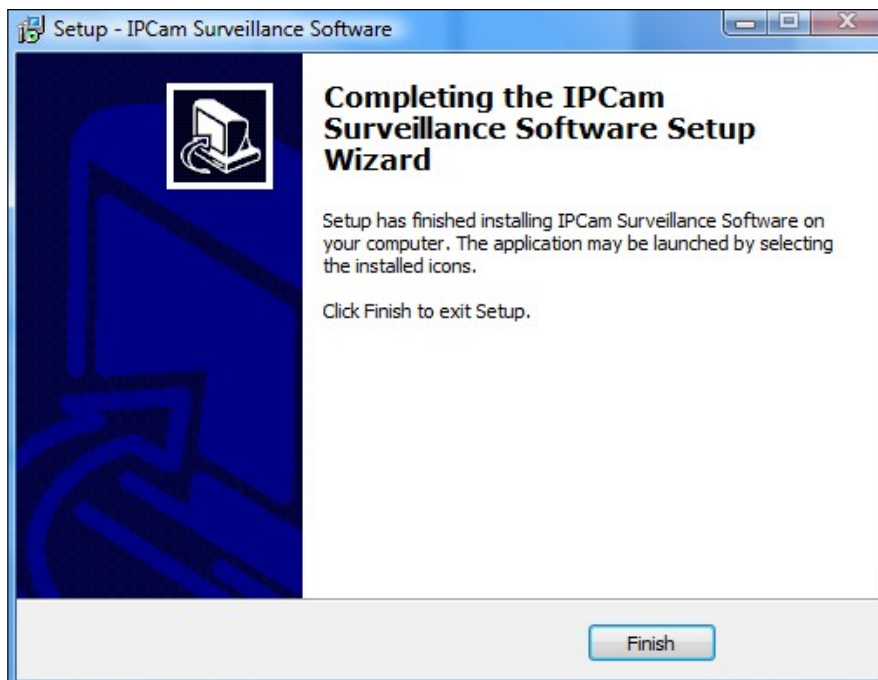 Setup - IPCam Surveillance Software
Completing the IPCam
Surveillance Software Setup
Wizard
Setup has finished installing IPCam Surveillance Software on
your computer. The application may be launched by selecting
the installed icons.
Click Finish to exit Setup.
Finish